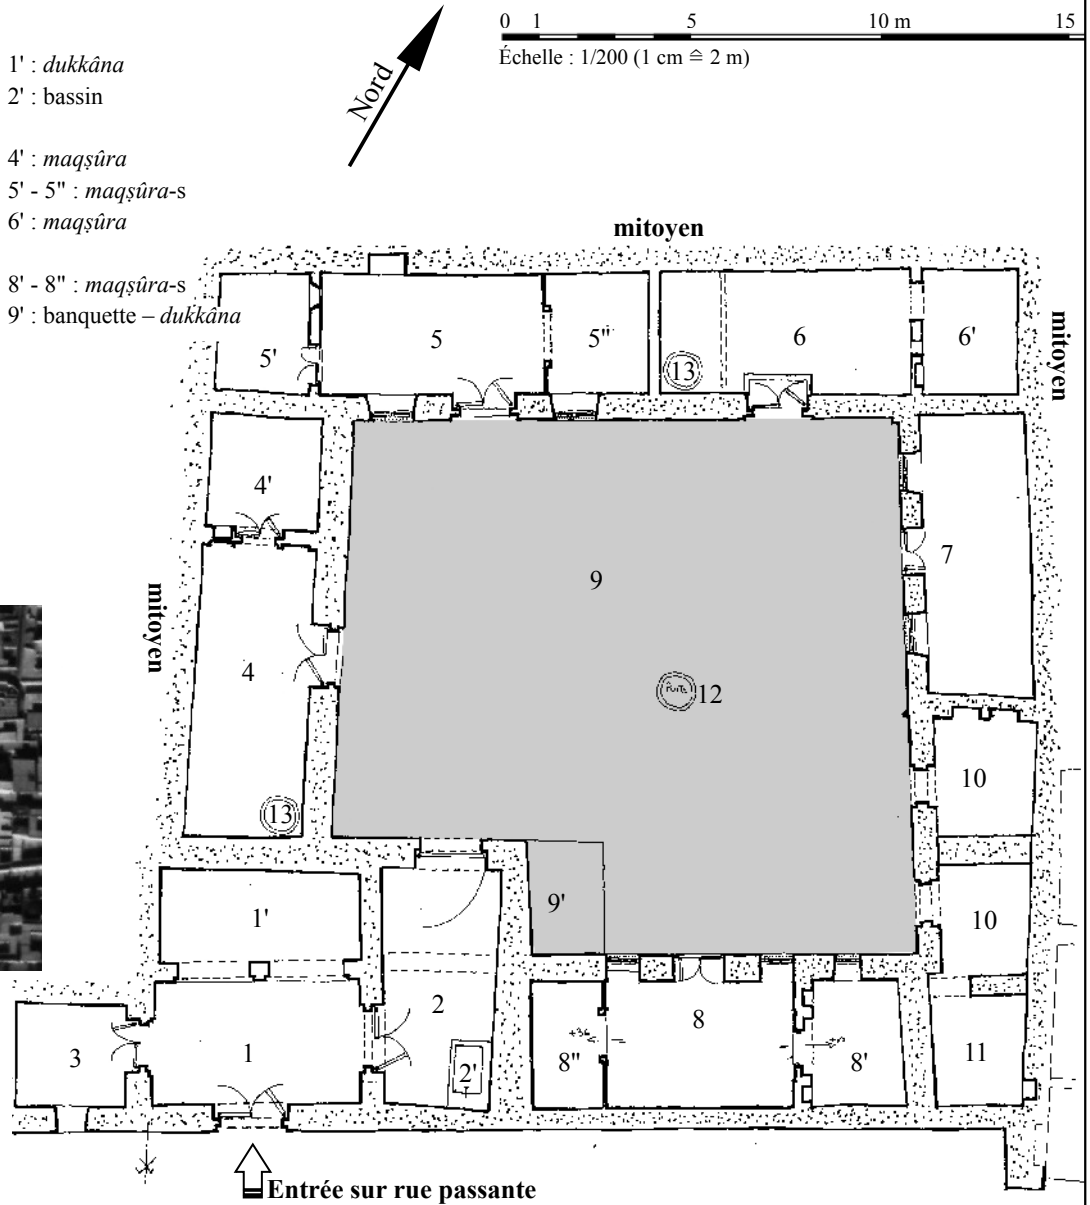 0 1 5 10 m 15
Échelle : 1/200 (1 cm ≙ 2 m)
Nord
1' : dukkâna
2' : bassin
4' : maqṣûra
5' - 5" : maqṣûra-s
6' : maqṣûra
8' - 8" : maqṣûra-s
9' : banquette – dukkâna
mitoyen
mitoyen
mitoyen
5'
5
5"
13
6
6'
4'
7
9
4
12
13
10
1'
9'
10
2
3
1
2'
8"
+36
8
8'
11
Entrée sur rue passante